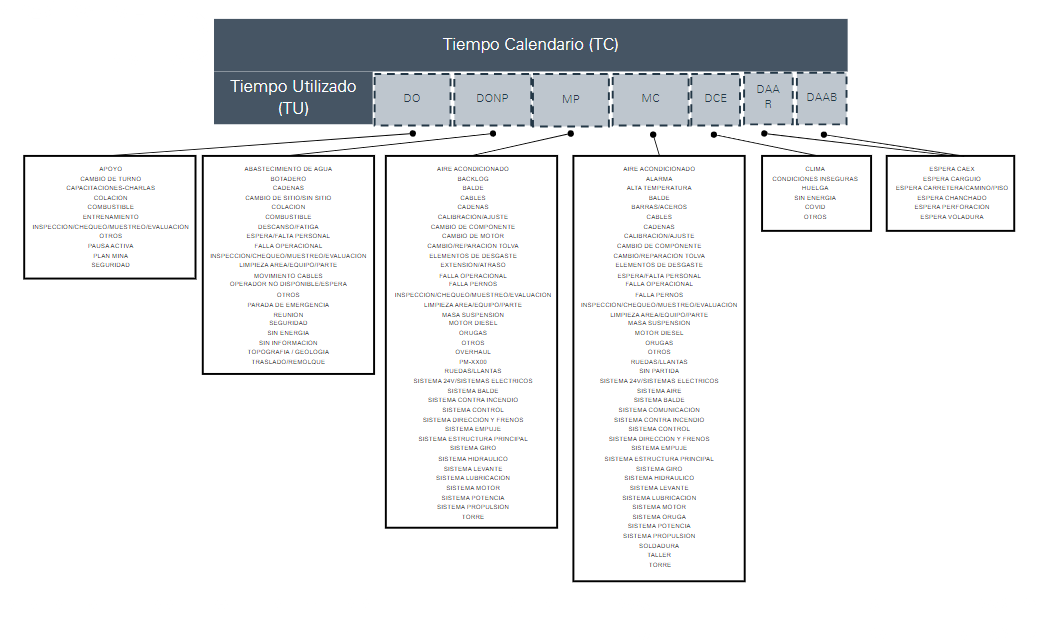 Tiempo Calendario (TC)
Tiempo Utilizado
(TU)
DO
DONP
MP
MC
DCE
DAA
R
DAAB
APOYO
CAMBIO DE TURNO
CAPACITACIONES-CHARLAS
COLACION
COMBUSTIBLE
ENTRENAMIENTO
INSPECCION/CHEQUEO/MUESTREO/EVALUACION
OTROS
PAUSA ACTIVA
PLAN MINA
SEGURIDAD
ABASTECIMIENTO DE AGUA
BOTADERO
CADENAS
CAMBIO DE SITIO/SIN SITIO
COLACION
COMBUSTIBLE
DESCANSO/FATIGA
ESPERA/FALTA PERSONAL
FALLA OPERACIONAL
INSPECCION/CHEQUEO/MUESTREO/EVALUACION
LIMPIEZA AREA/EQUIPO/PARTE
MOVIMIENTO CABLES
OPERADOR NO DISPONIBLE/ESPERA
OTROS
PARADA DE EMERGENCIA
REUNION
SEGURIDAD
SIN ENERGIA
SIN INFORMACION
TOPOGRAFIA / GEOLOGIA
TRASLADO/REMOLQUE
AIRE ACONDICIONADO
BACKLOG
BALDE
CABLES
CADENAS
CALIBRACION/AJUSTE
CAMBIO DE COMPONENTE
CAMBIO DE MOTOR
CAMBIO/REPARACION TOLVA
ELEMENTOS DE DESGASTE
EXTENSION/ATRASO
FALLA OPERACIONAL
FALLA PERNOS
INSPECCION/CHEQUEO/MUESTREO/EVALUACION
LIMPIEZA AREA/EQUIPO/PARTE
MASA SUSPENSION
MOTOR DIESEL
ORUGAS
OTROS
OVERHAUL
PM-XX00
RUEDAS/LLANTAS
SISTEMA 24V/SISTEMAS ELECTRICOS
SISTEMA BALDE
SISTEMA CONTRA INCENDIO
SISTEMA CONTROL
SISTEMA DIRECCION Y FRENOS
SISTEMA EMPUJE
SISTEMA ESTRUCTURA PRINCIPAL
SISTEMA GIRO
SISTEMA HIDRAULICO
SISTEMA LEVANTE
SISTEMA LUBRICACION
SISTEMA MOTOR
SISTEMA POTENCIA
SISTEMA PROPULSION
TORRE
AIRE ACONDICIONADO
ALARMA
ALTA TEMPERATURA
BALDE
BARRAS/ACEROS
CABLES
CADENAS
CALIBRACION/AJUSTE
CAMBIO DE COMPONENTE
CAMBIO/REPARACION TOLVA
ELEMENTOS DE DESGASTE
ESPERA/FALTA PERSONAL
FALLA OPERACIONAL
FALLA PERNOS
INSPECCION/CHEQUEO/MUESTREO/EVALUACION
LIMPIEZA AREA/EQUIPO/PARTE
MASA SUSPENSION
MOTOR DIESEL
ORUGAS
OTROS
RUEDAS/LLANTAS
SIN PARTIDA
SISTEMA 24V/SISTEMAS ELECTRICOS
SISTEMA AIRE
SISTEMA BALDE
SISTEMA COMUNICACION
SISTEMA CONTRA INCENDIO
SISTEMA CONTROL
SISTEMA DIRECCION Y FRENOS
SISTEMA EMPUJE
SISTEMA ESTRUCTURA PRINCIPAL
SISTEMA GIRO
SISTEMA HIDRAULICO
SISTEMA LEVANTE
SISTEMA LUBRICACION
SISTEMA MOTOR
SISTEMA ORUGA
SISTEMA POTENCIA
SISTEMA PROPULSION
SOLDADURA
TALLER
TORRE
CLIMA
CONDICIONES INSEGURAS
HUELGA
SIN ENERGIA
COVID
OTROS
ESPERA CAEX
ESPERA CARGUIO
ESPERA CARRETERA/CAMINO/PISO
ESPERA CHANCHADO
ESPERA PERFORACION
ESPERA VOLADURA